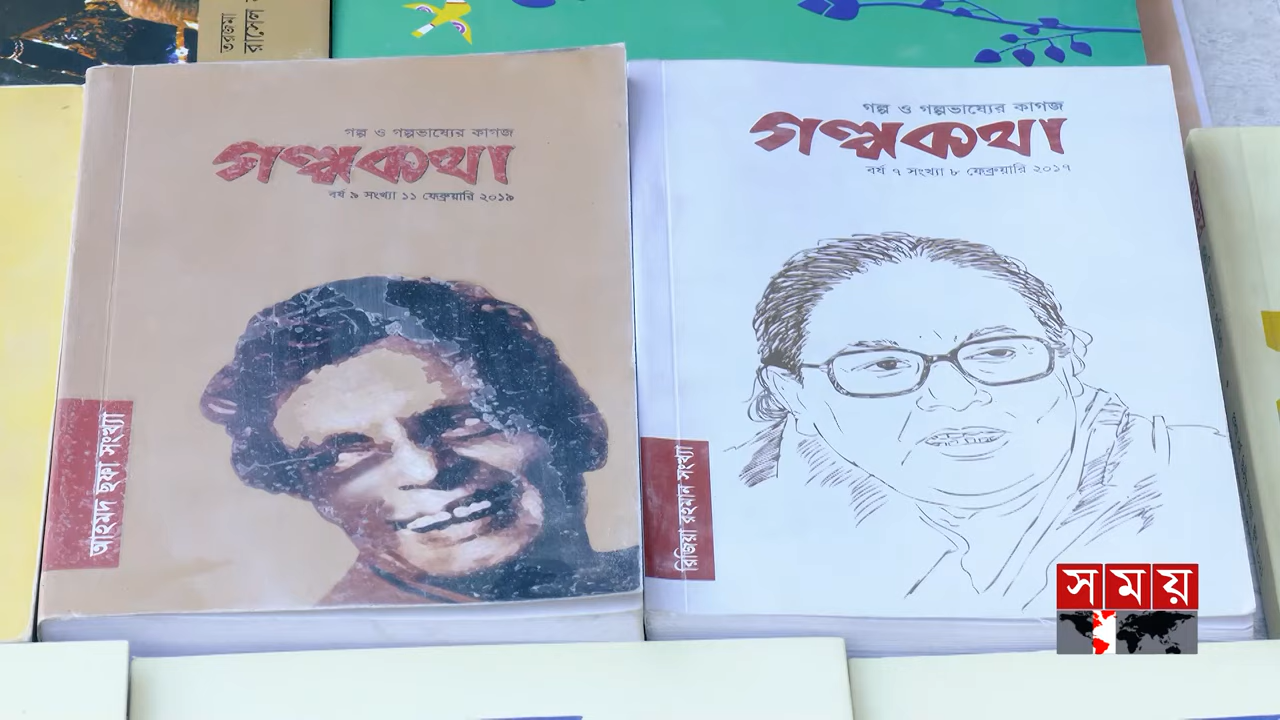 তরজমা
রাসেল
গল্প ও গল্পভাষ্যের কাগজ
গল্পকথা
বর্ষ ৯ সংখ্যা ১১ ফেব্রুয়ারি ২০১৯
আহমদ ছফা সংখ্যা
গল্প ও গল্পভাষ্যের কাগজ
গল্পকথা
বর্ষ ৭ সংখ্যা ৮ ফেব্রুয়ারি ২০১৭
রিজিয়া রহমান সংখ্যা
সময়